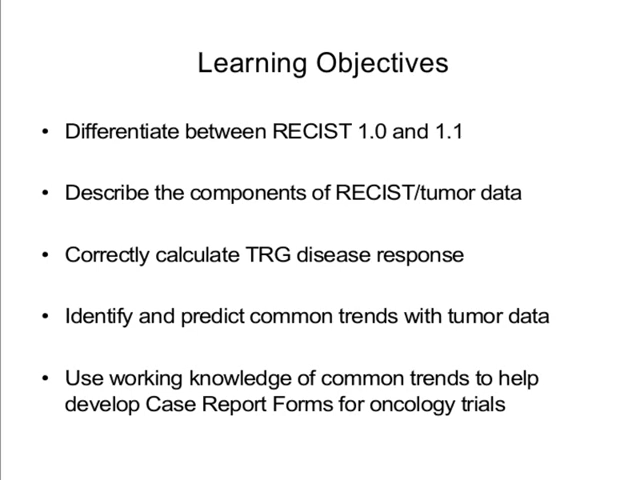 Learning Objectives
• Differentiate between RECIST 1.0 and 1.1
• Describe the components of RECIST/tumor data
• Correctly calculate TRG disease response
• Identify and predict common trends with tumor data
• Use working knowledge of common trends to help
develop Case Report Forms for oncology trials